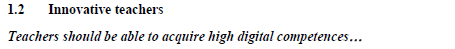 1.2 Innovative teachers
Teachers should be able to acquire high digital competences…